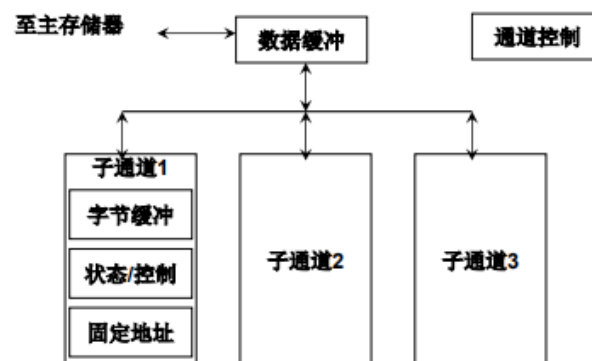 至主存储器
数据缓冲
通道控制
子通道1
字节缓冲
状态/控制
固定地址
子通道2
子通道3